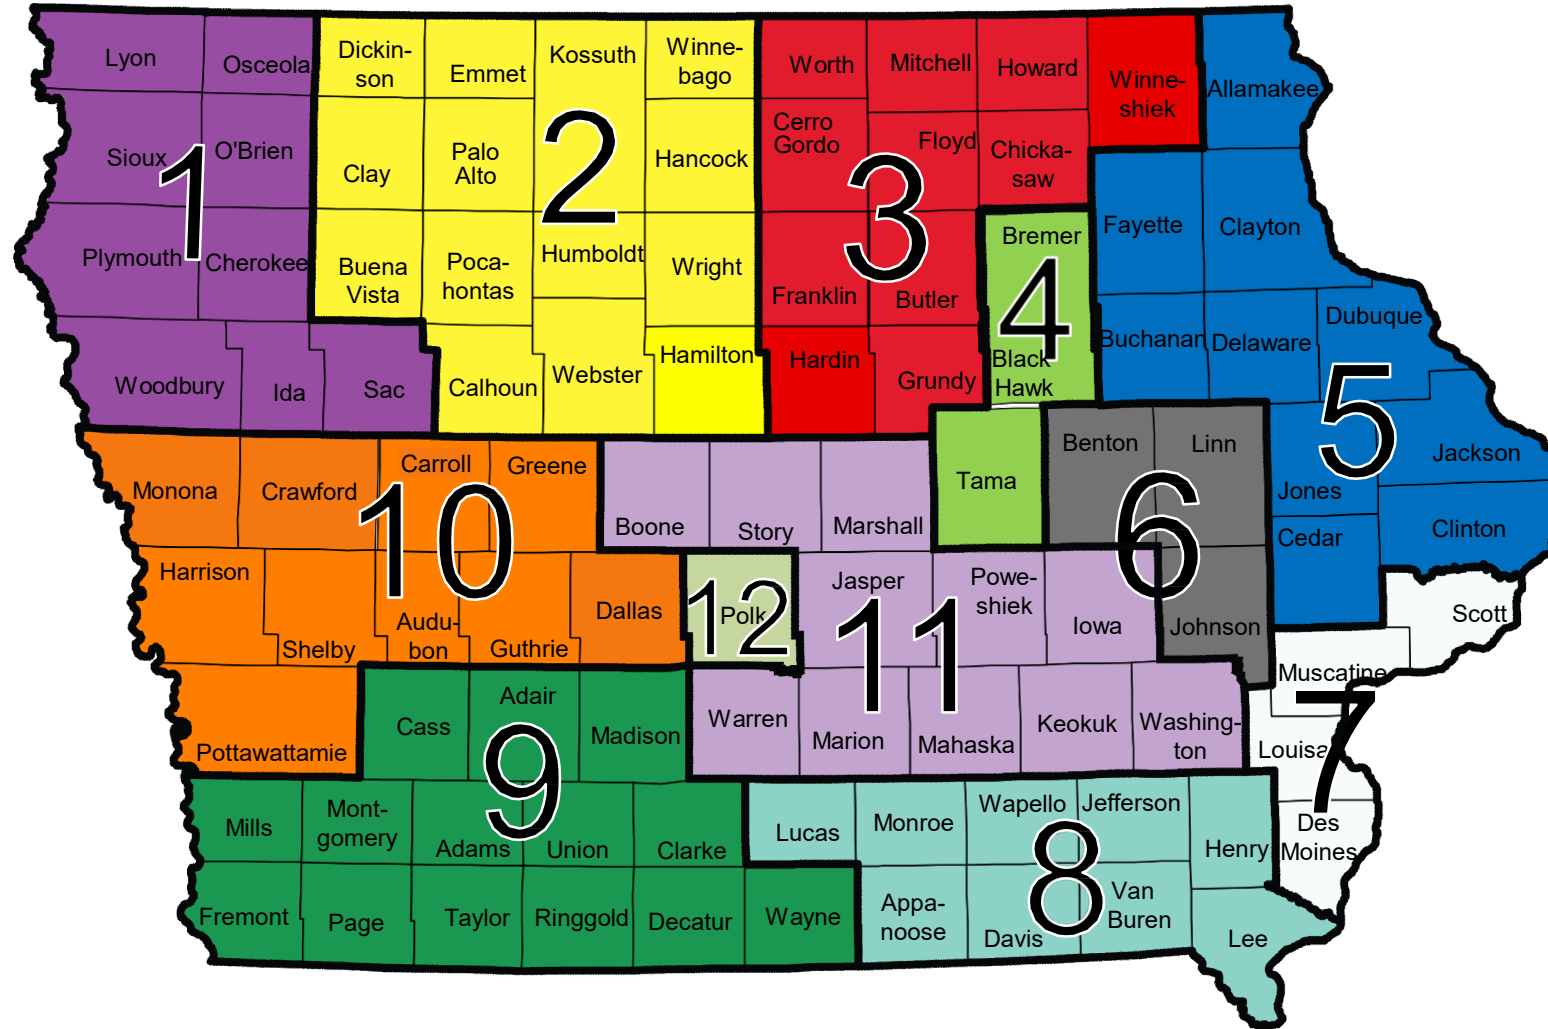 Lyon
Osceola
Dickin-
son
Emmet
Kossuth
Winne-
bago
Worth
Mitchell
Howard
Winne-
shiek
Allamakee
Sioux
O'Brien
1
Clay
Palo
Alto
2
Hancock
Cerro
Gordo
Floyd
Chicka-
saw
3
Fayette
Clayton
Plymouth
Cherokee
Buena
Vista
Poca-
hontas
Humboldt
Wright
Franklin
Butler
Bremer
4
Black
Hawk
Buchanan
Delaware
Dubuque
Woodbury
Ida
Sac
Calhoun
Webster
Hamilton
Hardin
Grundy
5
Monona
Crawford
Carroll
Greene
10
Boone
Story
Marshall
Tama
Benton
Linn
6
Jones
Jackson
Cedar
Clinton
Harrison
Shelby
Audu-
bon
Guthrie
Dallas
Polk
12
Jasper
Powe-
shiek
11
Iowa
Johnson
Scott
Muscatine
7
Pottawattamie
Cass
Adair
Madison
9
Warren
Marion
Mahaska
Keokuk
Washing-
ton
Louisa
Mills
Mont-
gomery
Adams
Union
Clarke
Lucas
Monroe
Wapello
Jefferson
8
Henry
Des
Moines
Fremont
Page
Taylor
Ringgold
Decatur
Wayne
Appa-
noose
Davis
Van
Buren
Lee